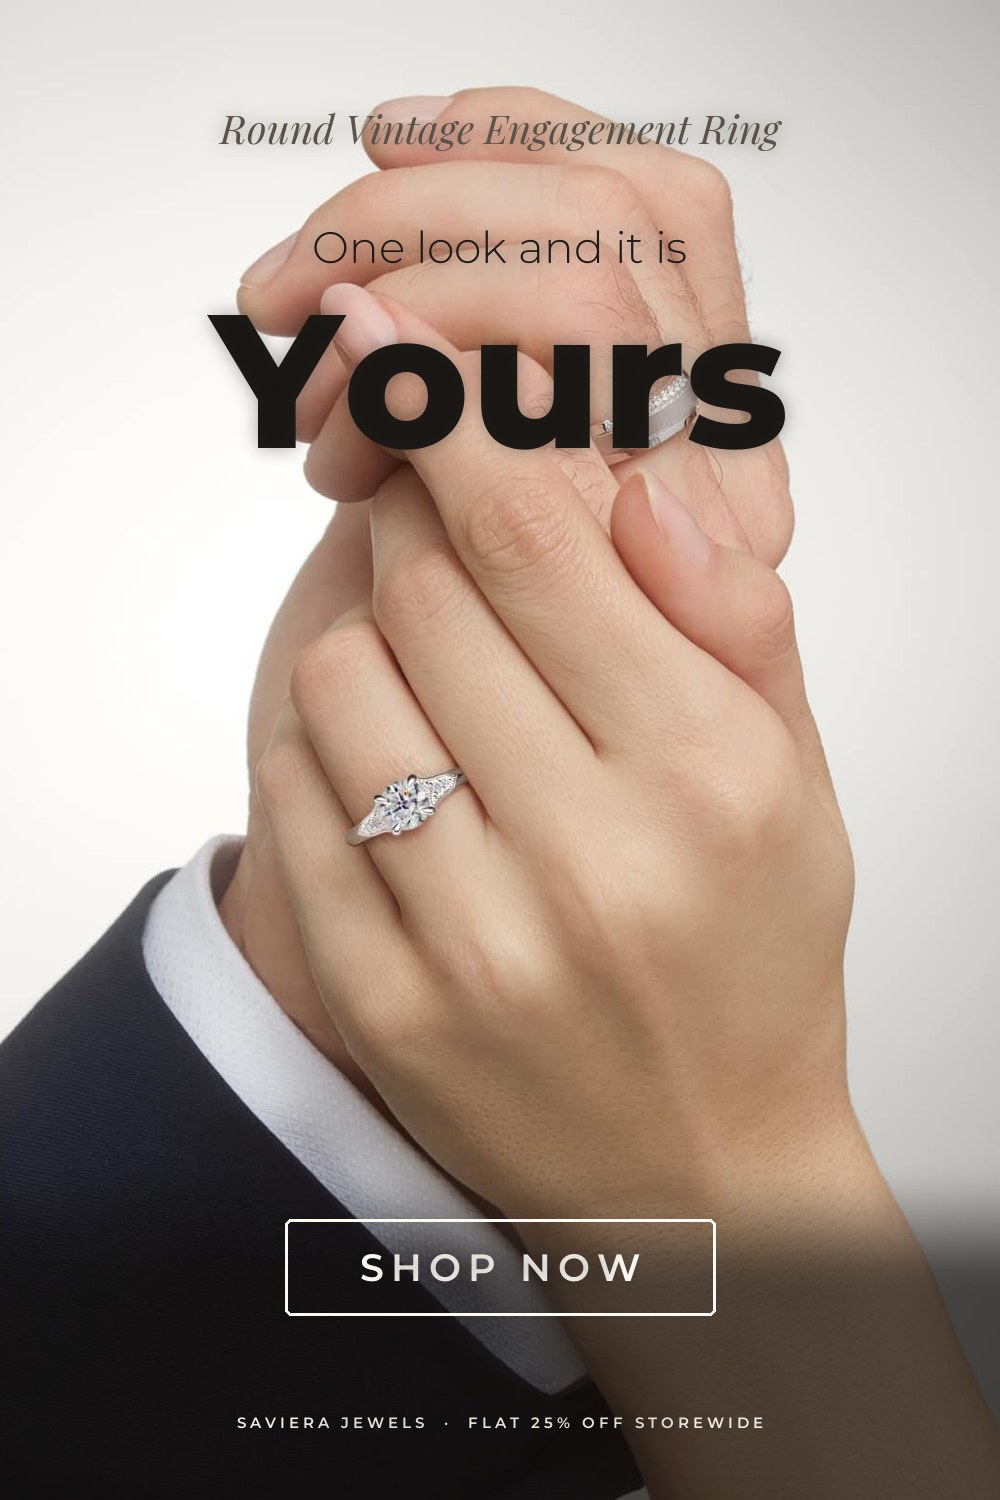 Round Vintage Engagement Ring
One look and it is
Yours
SHOP NOW
SAVIERA JEWELS · FLAT 25% OFF STOREWIDE